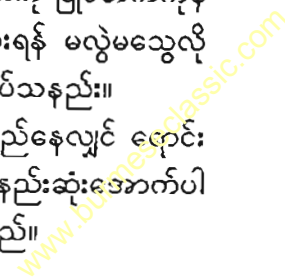 းရန် မလွဲမသွေလို
ပ်သနည်း။
ည်နေလျှင် ရှောင်း
နည်းဆုံးအောက်ပါ
သည်။
www.burmeseclassic.com